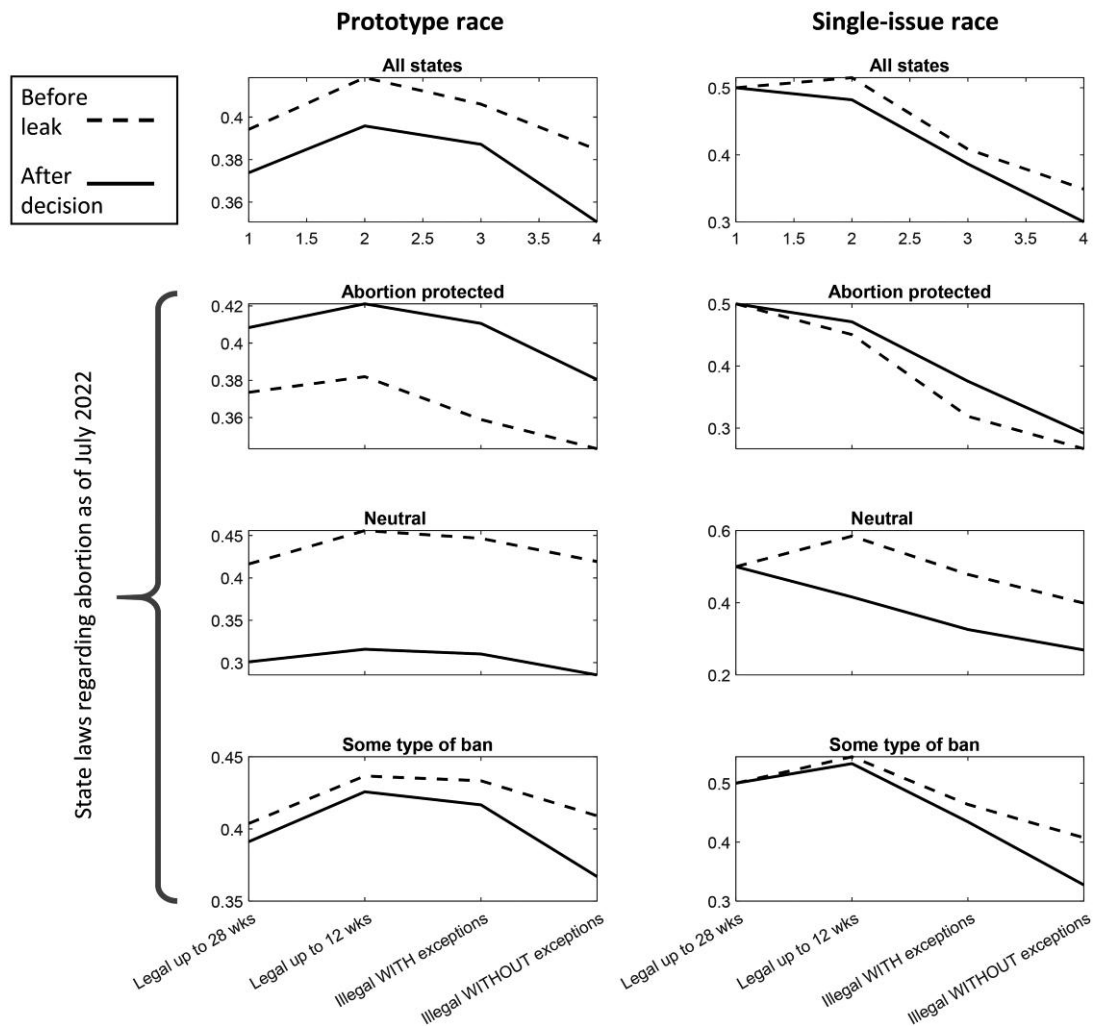 Prototype race
Single-issue race
Before
leak
After
decision
All states
0.4
0.38
0.36
1 1.5 2 2.5 3 3.5 4
All states
0.5
0.4
0.3
1 1.5 2 2.5 3 3.5 4
State laws regarding abortion as of July 2022
Abortion protected
0.42
0.4
0.38
0.36
Abortion protected
0.5
0.4
0.3
Neutral
0.45
0.4
0.35
0.3
Neutral
0.6
0.4
0.2
Some type of ban
0.45
0.4
0.35
Some type of ban
0.5
0.4
0.3
Legal up to 28 wks
Legal up to 12 wks
Illegal WITH exceptions
Illegal WITHOUT exceptions
Legal up to 28 wks
Legal up to 12 wks
Illegal WITH exceptions
Illegal WITHOUT exceptions